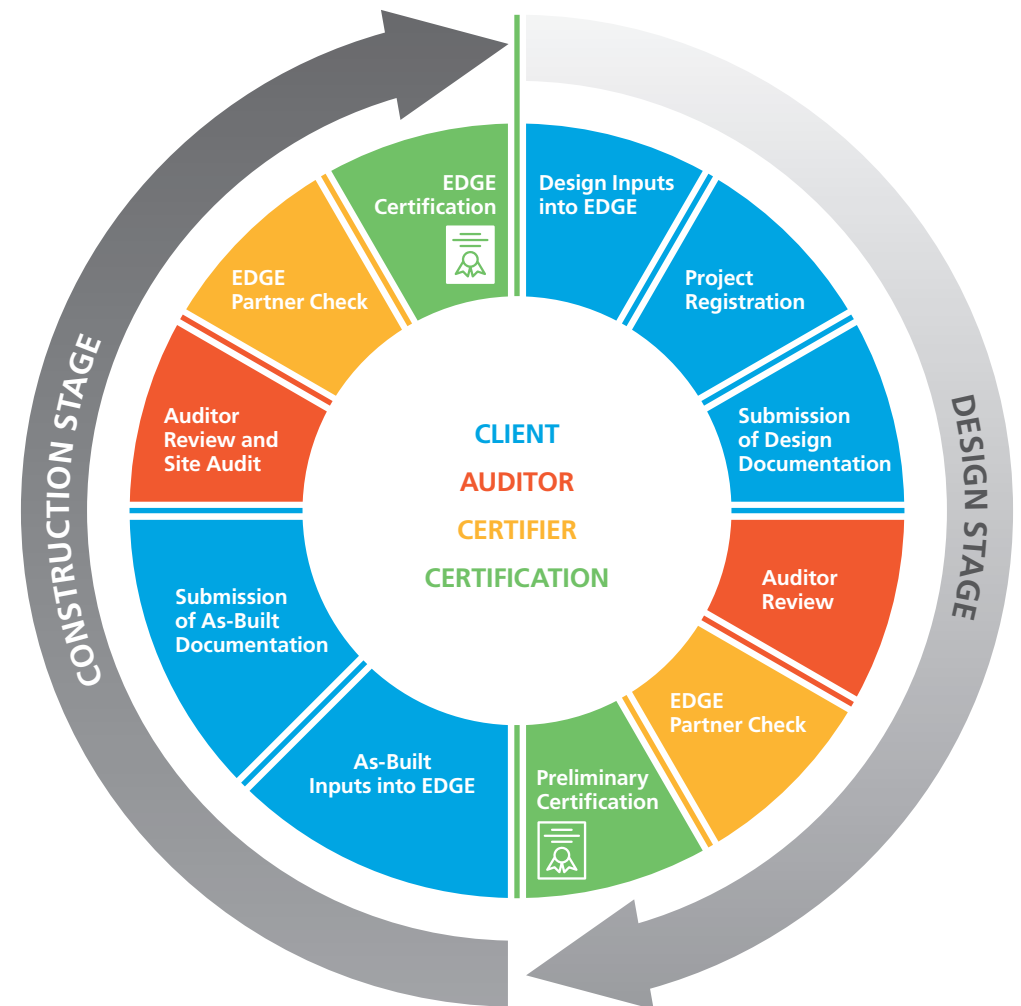 Design Inputs
into EDGE
Project
Registration
Submission
of Design
Documentation
Auditor
Review
EDGE
Partner Check
Preliminary
Certification
As-Built
Inputs into EDGE
Submission
of As-Built
Documentation
Auditor
Review and
Site Audit
EDGE
Partner Check
EDGE
Certification
CLIENT
AUDITOR
CERTIFIER
CERTIFICATION
DESIGN STAGE
CONSTRUCTION STAGE